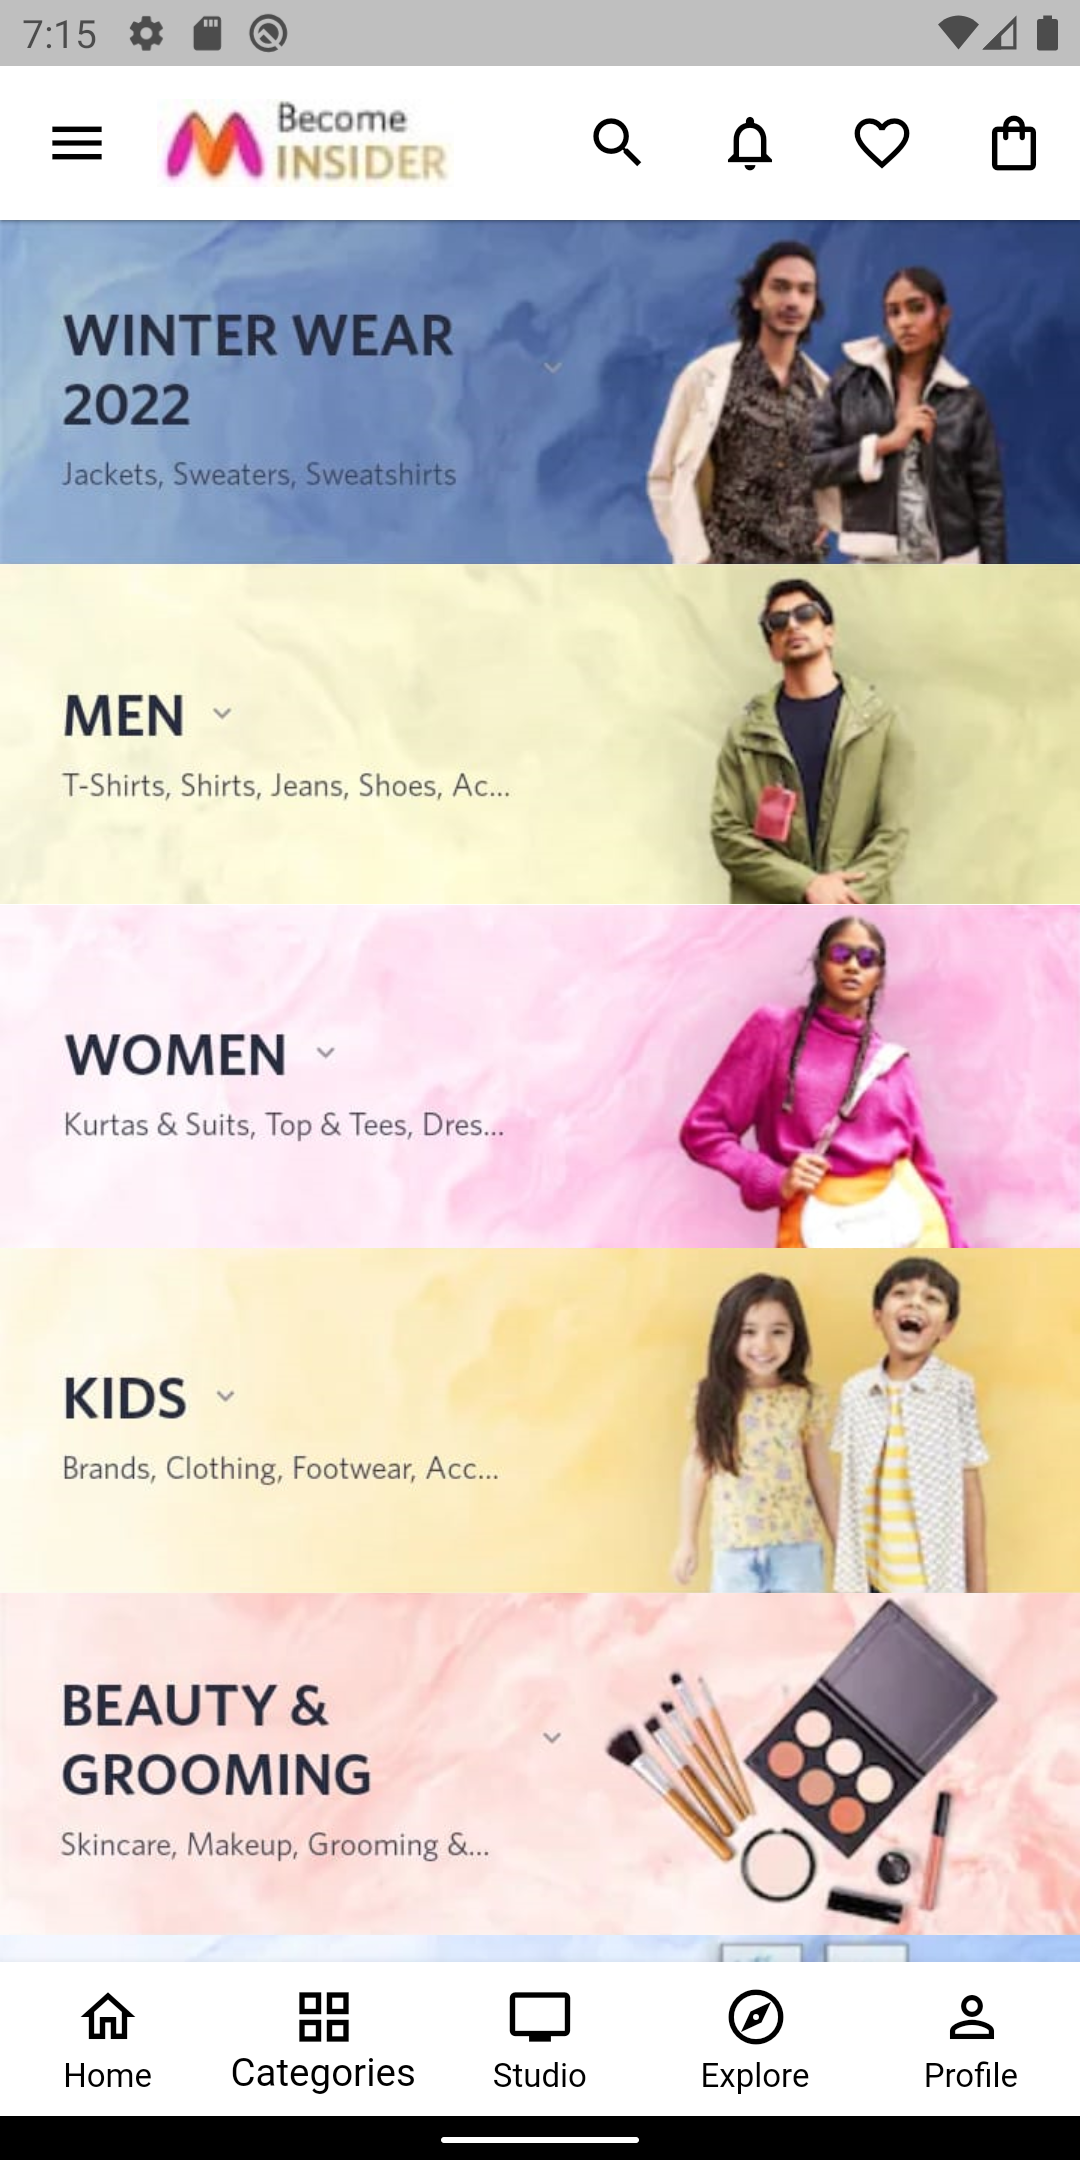 7:15
Become
INSIDER
WINTER WEAR
2022
Jackets, Sweaters, Sweatshirts
MEN
T-Shirts, Shirts, Jeans, Shoes, Ac...
WOMEN
Kurtas & Suits, Top & Tees, Dres...
KIDS
Brands, Clothing, Footwear, Acc...
BEAUTY &
GROOMING
Skincare, Makeup, Grooming &...
Home
Categories
Studio
Explore
Profile